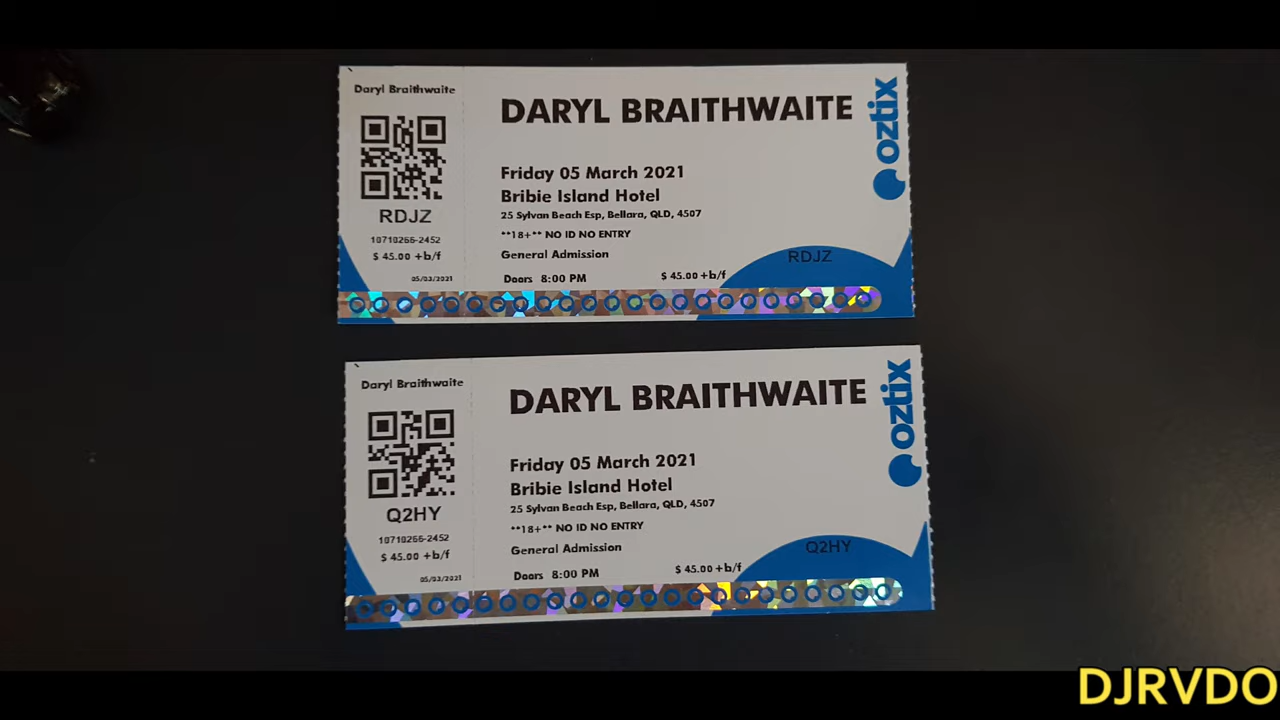 Daryl Braithwaite
RDJZ
10710266-2452
$ 45.00 +b/f
05/03/2021
DARYL BRAITHWAITE
Friday 05 March 2021
Bribie Island Hotel
25 Sylvan Beach Esp, Bellara, QLD, 4507
**18+** NO ID NO ENTRY
General Admission
Doors 8:00 PM
$ 45.00 +b/f
RDJZ
oztix
Daryl Braithwaite
Q2HY
10710266-2452
$ 45.00 +b/f
05/03/2021
DARYL BRAITHWAITE
Friday 05 March 2021
Bribie Island Hotel
25 Sylvan Beach Esp, Bellara, QLD, 4507
**18+** NO ID NO ENTRY
General Admission
Doors 8:00 PM
$ 45.00 +b/f
Q2HY
oztix
DJRVDO